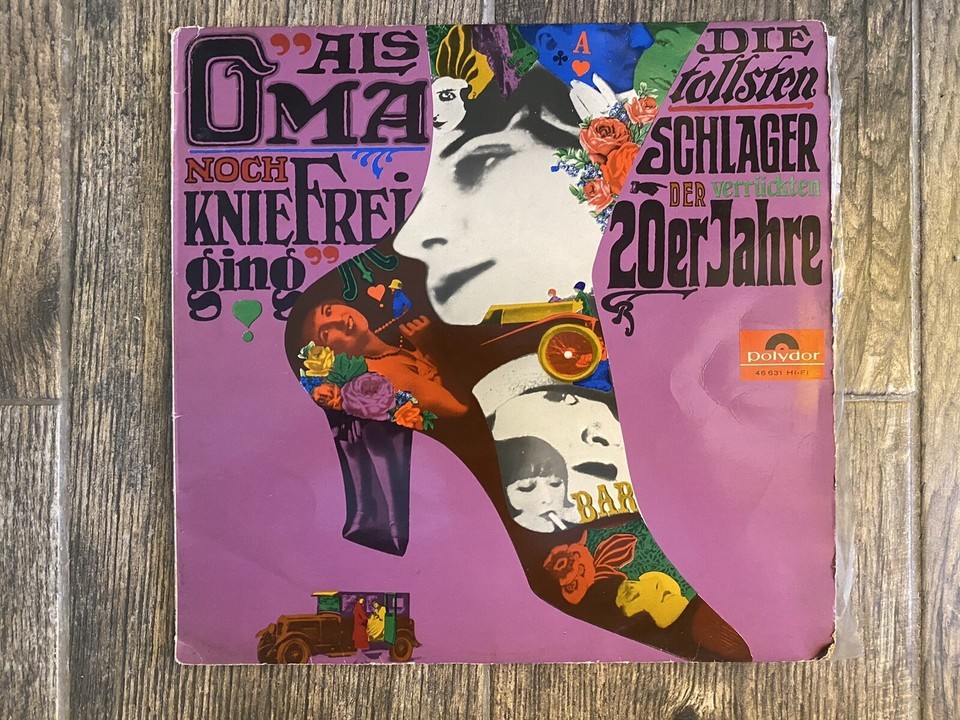 "ALS
OMA
NOCH
KNIEFREI
ging"
DIE
tollsten
SCHLAGER
DER verrückten
20er Jahre
A
polydor
46 631 HI-FI
BAR